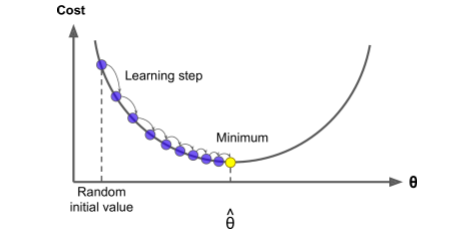 Cost
Learning step
Minimum
θ
Random
initial value
θ̂